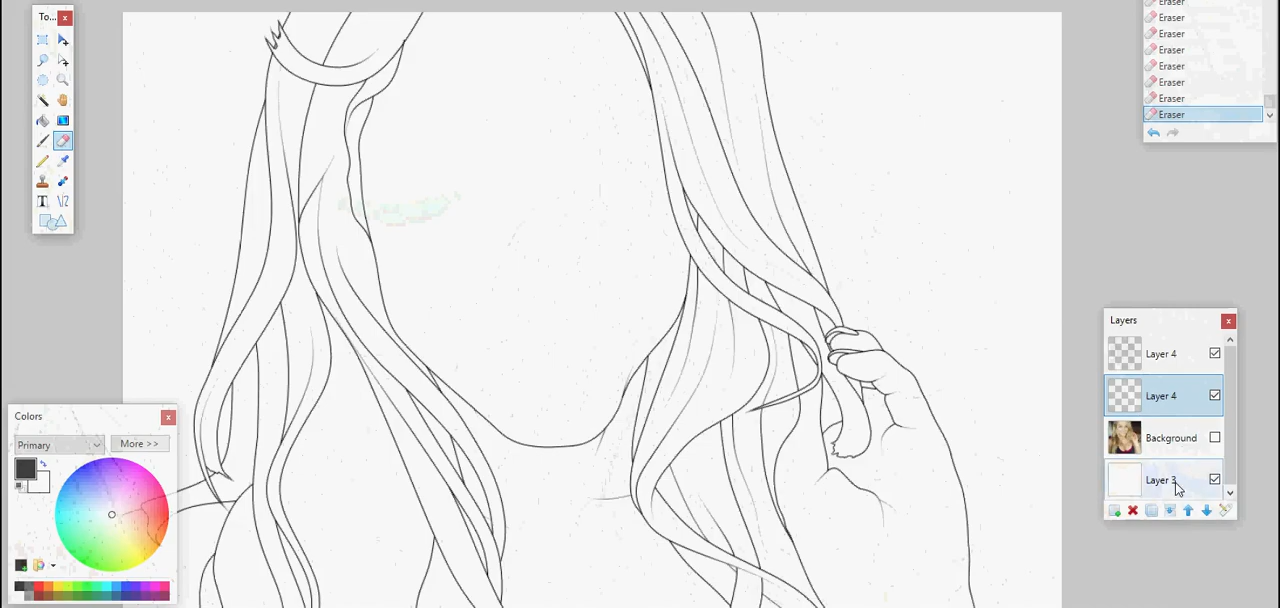 To...
Eraser
Eraser
Eraser
Eraser
Eraser
Eraser
Eraser
Eraser
Layers
Layer 4
Layer 4
Background
Layer 3
Colors
Primary
More >>